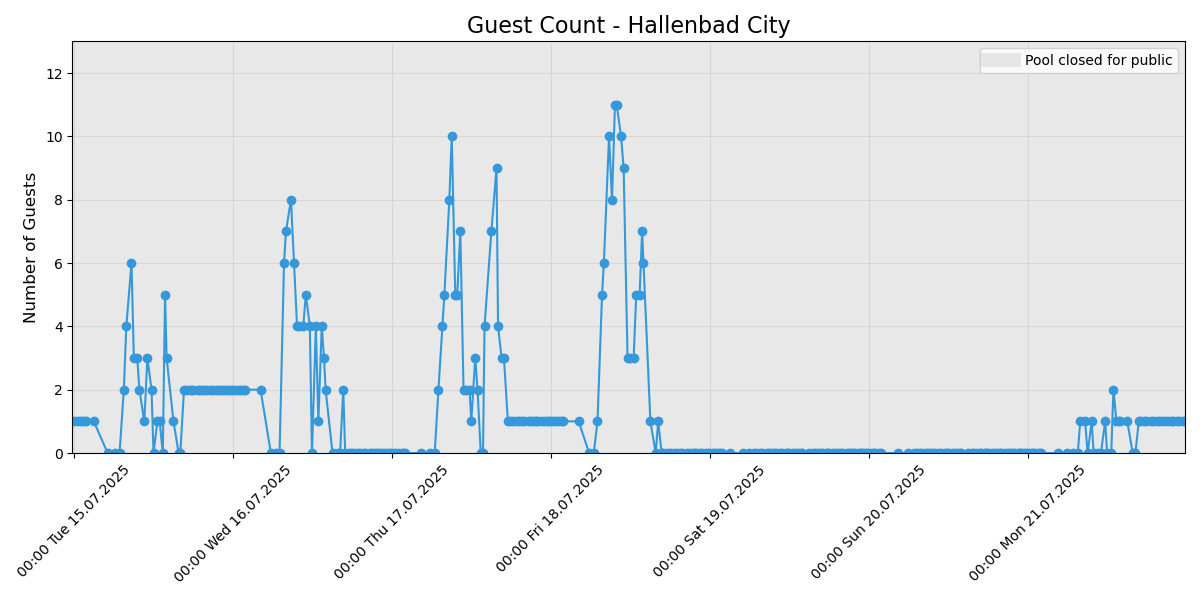 Guest Count - Hallenbad City
Pool closed for public
Number of Guests
12
10
8
6
4
2
0
00:00 Tue 15.07.2025
00:00 Wed 16.07.2025
00:00 Thu 17.07.2025
00:00 Fri 18.07.2025
00:00 Sat 19.07.2025
00:00 Sun 20.07.2025
00:00 Mon 21.07.2025